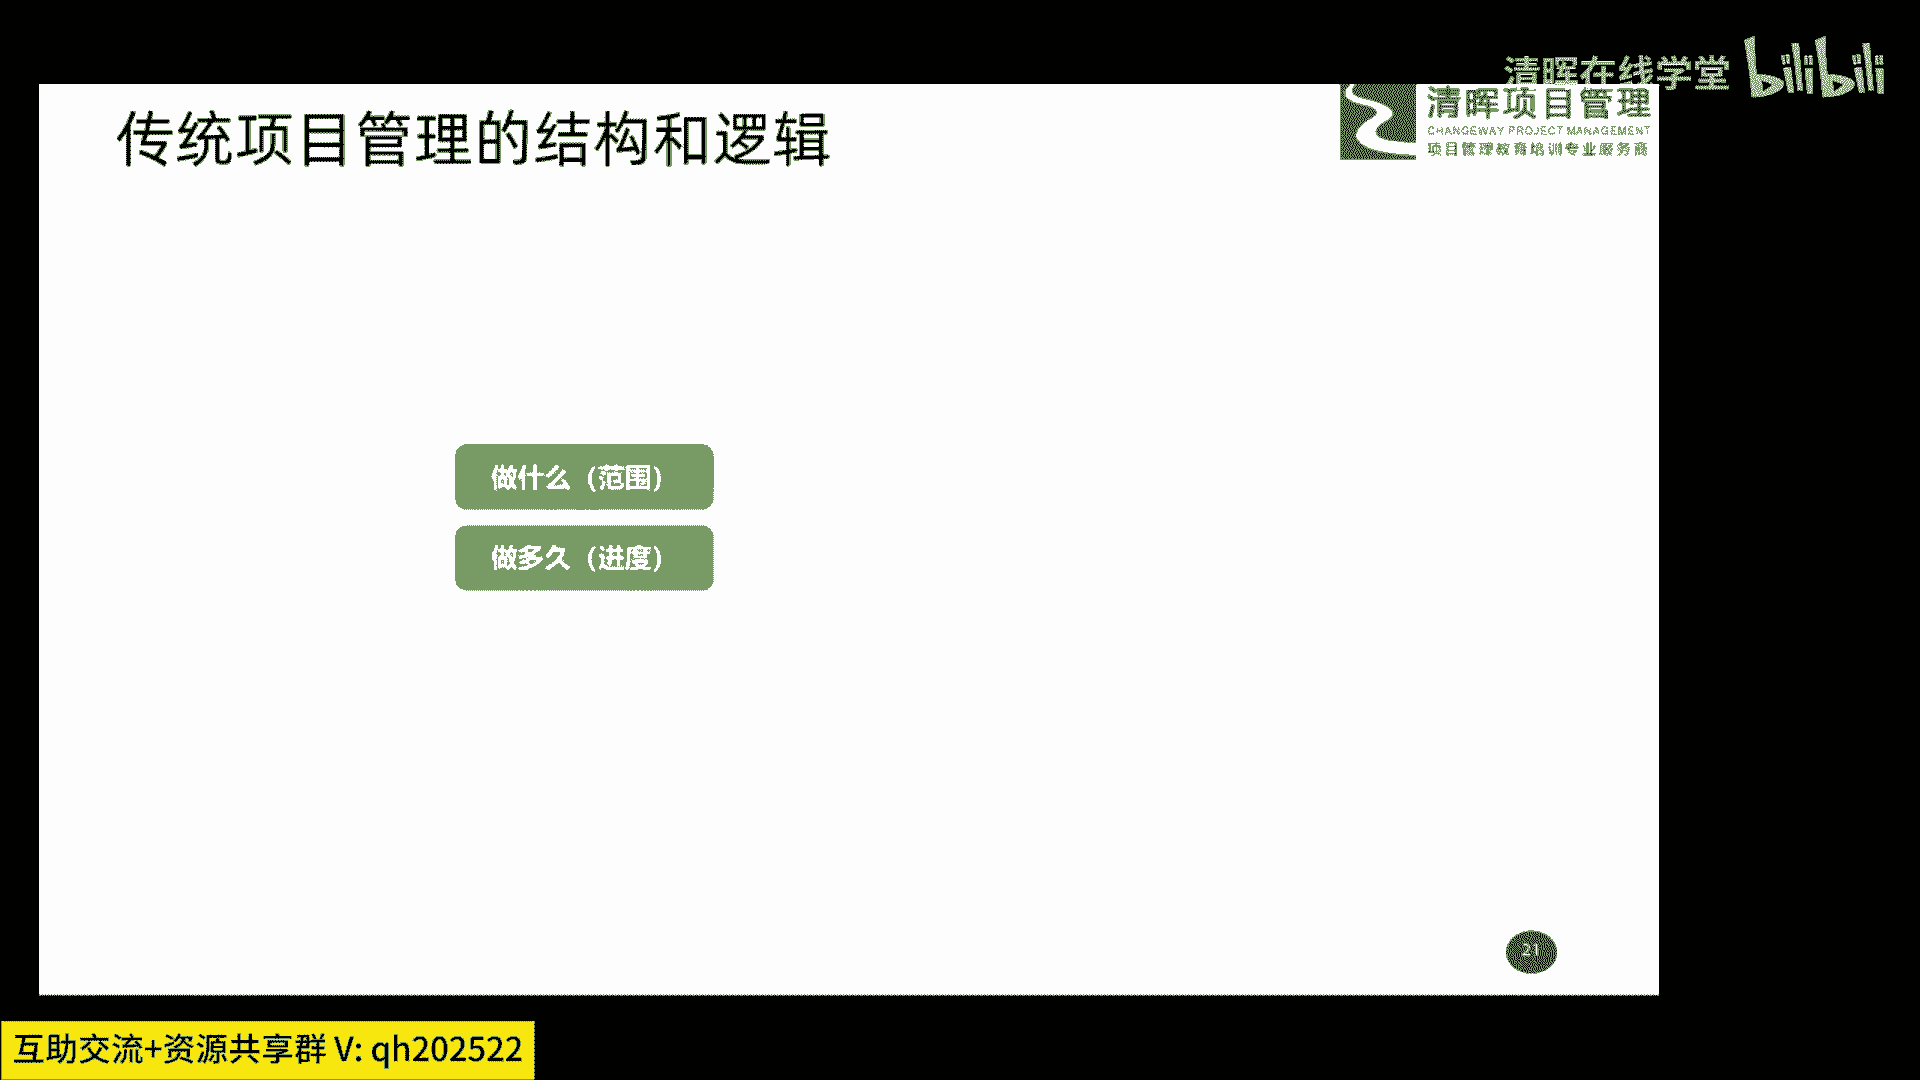 清晖在线学堂 bilibili
传统项目管理的结构和逻辑
清晖项目管理
CHANGEWAY PROJECT MANAGEMENT
项目管理教育培训专业服务商
做什么（范围）
做多久（进度）
21
互助交流+资源共享群 V: qh202522